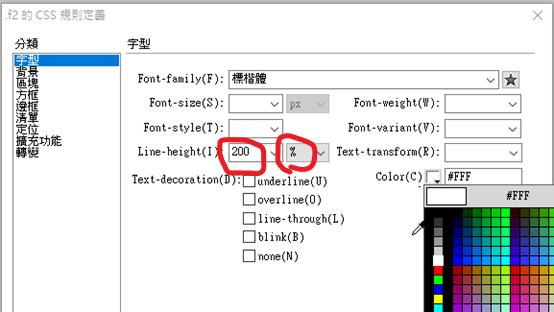 .f2 的 CSS 規則定義
分類
字型
字型
背景
區塊
方框
邊框
清單
定位
擴充功能
轉變
Font-family(F): 標楷體
Font-size(S): px Font-weight(W):
Font-style(T): Font-variant(V):
Line-height(I): 200 % Text-transform(R):
Text-decoration(D): underline(U) Color(C) #FFF
overline(O) #FFF
line-through(L)
blink(B)
none(N)